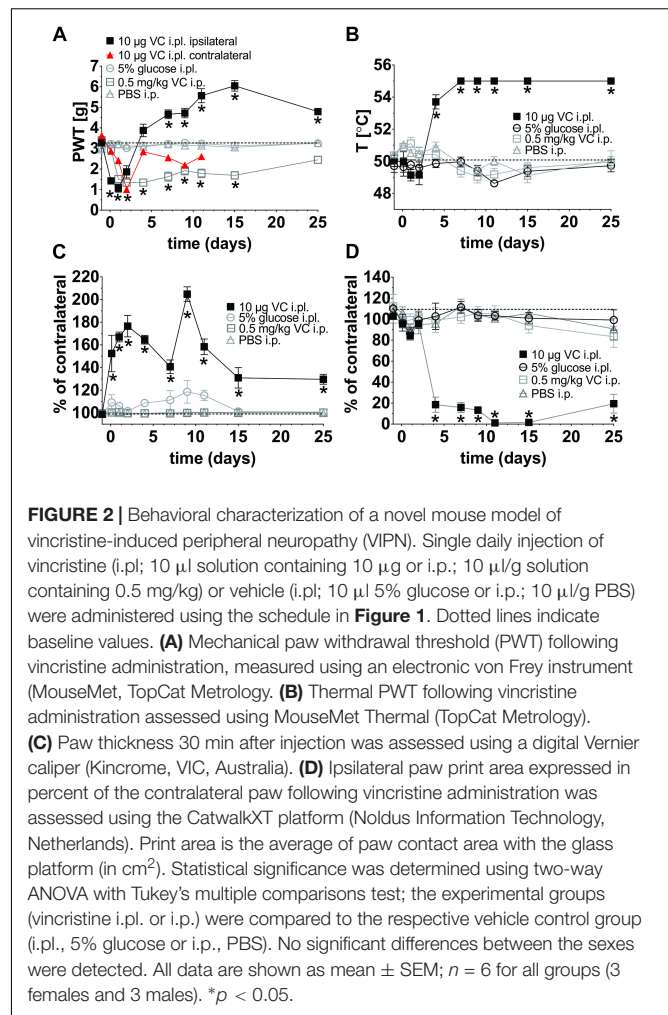 A
10 µg VC i.pl. ipsilateral
10 µg VC i.pl. contralateral
5% glucose i.pl.
0.5 mg/kg VC i.p.
PBS i.p.
PWT [g]
7
6
5
4
3
2
1
0
* * * * * * * *
* * * * *
0 5 10 15 20 25
time (days)
B
T [°C]
56
54
52
50
48
* * * * * *
10 µg VC i.pl.
5% glucose i.pl.
0.5 mg/kg VC i.p.
PBS i.p.
0 5 10 15 20 25
time (days)
C
% of contralateral
220
200
180
160
140
120
100
10 µg VC i.pl.
5% glucose i.pl.
0.5 mg/kg VC i.p.
PBS i.p.
* * * * * * * * *
0 5 10 15 20 25
time (days)
D
% of contralateral
140
120
100
80
60
40
20
0
10 µg VC i.pl.
5% glucose i.pl.
0.5 mg/kg VC i.p.
PBS i.p.
* * * * * *
0 5 10 15 20 25
time (days)
FIGURE 2 | Behavioral characterization of a novel mouse model of
vincristine-induced peripheral neuropathy (VIPN). Single daily injection of
vincristine (i.pl; 10 µl solution containing 10 µg or i.p.; 10 µl/g solution
containing 0.5 mg/kg) or vehicle (i.pl; 10 µl 5% glucose or i.p.; 10 µl/g PBS)
were administered using the schedule in Figure 1. Dotted lines indicate
baseline values. (A) Mechanical paw withdrawal threshold (PWT) following
vincristine administration, measured using an electronic von Frey instrument
(MouseMet, TopCat Metrology. (B) Thermal PWT following vincristine
administration assessed using MouseMet Thermal (TopCat Metrology).
(C) Paw thickness 30 min after injection was assessed using a digital Vernier
caliper (Kincrome, VIC, Australia). (D) Ipsilateral paw print area expressed in
percent of the contralateral paw following vincristine administration was
assessed using the CatwalkXT platform (Noldus Information Technology,
Netherlands). Print area is the average of paw contact area with the glass
platform (in cm²). Statistical significance was determined using two-way
ANOVA with Tukey's multiple comparisons test; the experimental groups
(vincristine i.pl. or i.p.) were compared to the respective vehicle control group
(i.pl., 5% glucose or i.p., PBS). No significant differences between the sexes
were detected. All data are shown as mean ± SEM; n = 6 for all groups (3
females and 3 males). *p < 0.05.